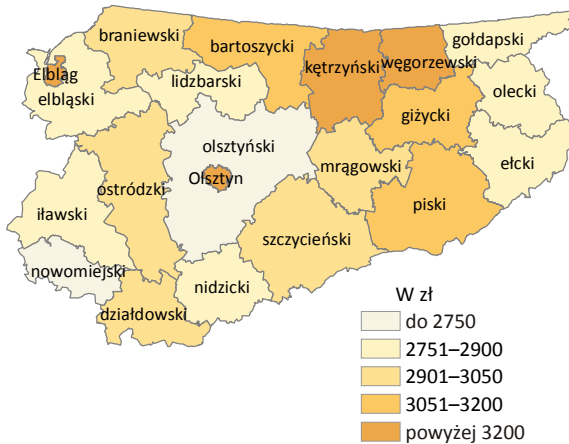 braniewski
bartoszycki
gołdapski
węgorzewski
kętrzyński
Elbląg
lidzbarski
elbląski
olecki
giżycki
olsztyński
mrągowski
ełcki
ostródzki
Olsztyn
piski
iławski
szczycieński
nowomiejski
nidzicki
działdowski
W zł
do 2750
2751–2900
2901–3050
3051–3200
powyżej 3200